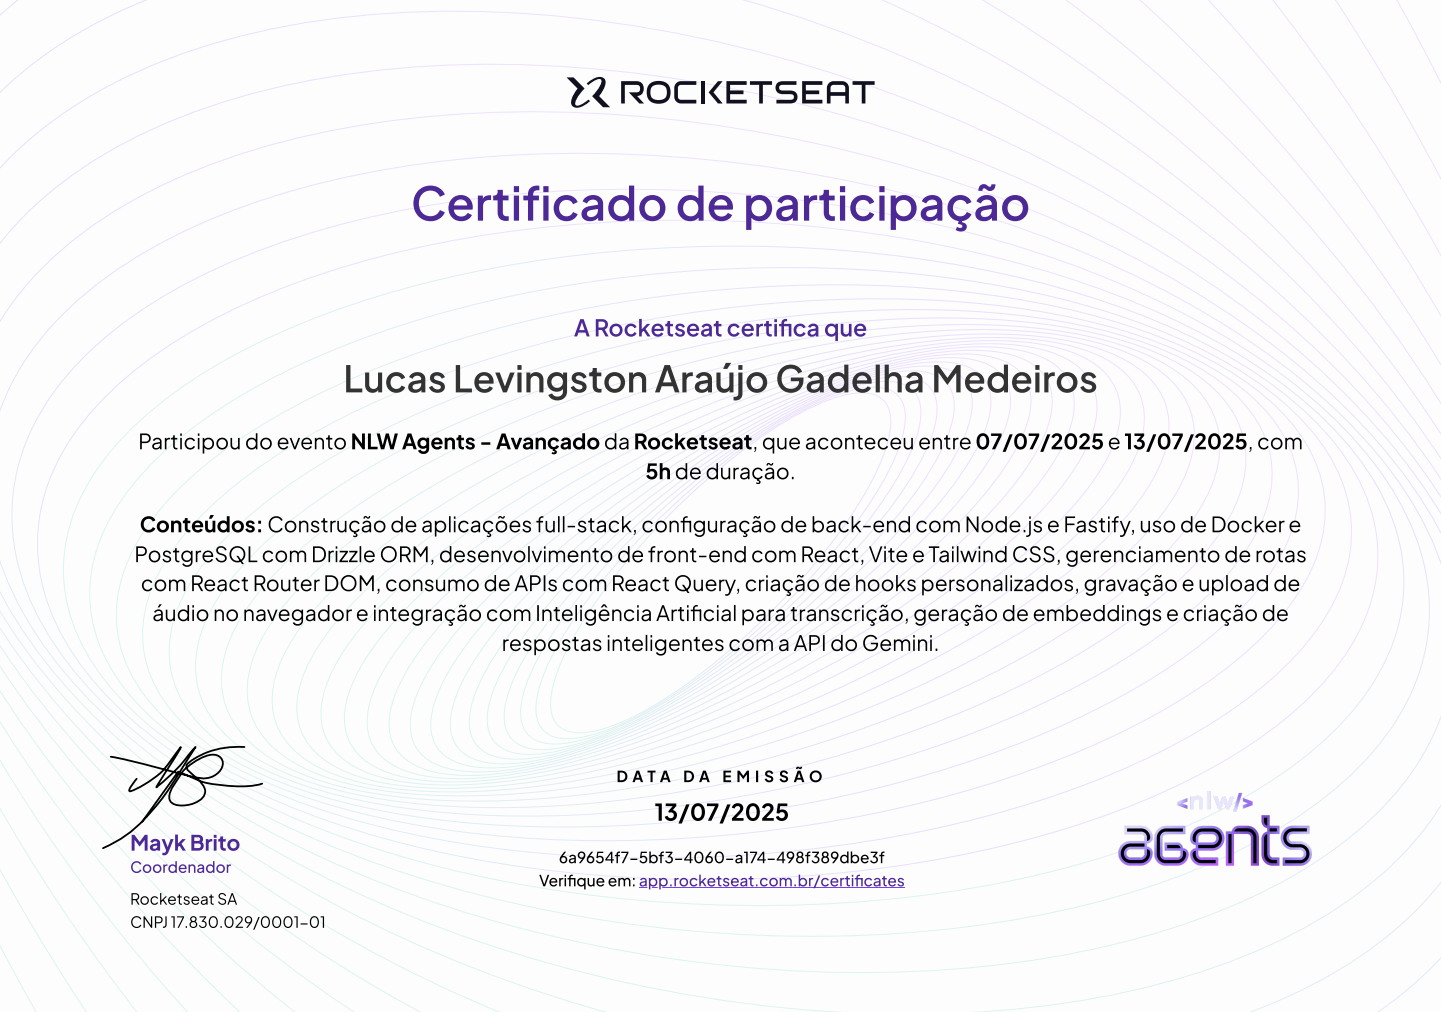 ROCKETSEAT
Certificado de participação
A Rocketseat certifica que
Lucas Levingston Araújo Gadelha Medeiros
Participou do evento NLW Agents - Avançado da Rocketseat, que aconteceu entre 07/07/2025 e 13/07/2025, com
5h de duração.
Conteúdos: Construção de aplicações full-stack, configuração de back-end com Node.js e Fastify, uso de Docker e
PostgreSQL com Drizzle ORM, desenvolvimento de front-end com React, Vite e Tailwind CSS, gerenciamento de rotas
com React Router DOM, consumo de APIs com React Query, criação de hooks personalizados, gravação e upload de
áudio no navegador e integração com Inteligência Artificial para transcrição, geração de embeddings e criação de
respostas inteligentes com a API do Gemini.
Mayk Brito
Coordenador
Rocketseat SA
CNPJ 17.830.029/0001-01
DATA DA EMISSÃO
13/07/2025
6a9654f7-5bf3-4060-a174-498f389dbe3f
Verifique em: app.rocketseat.com.br/certificates
<nlw/>
agents